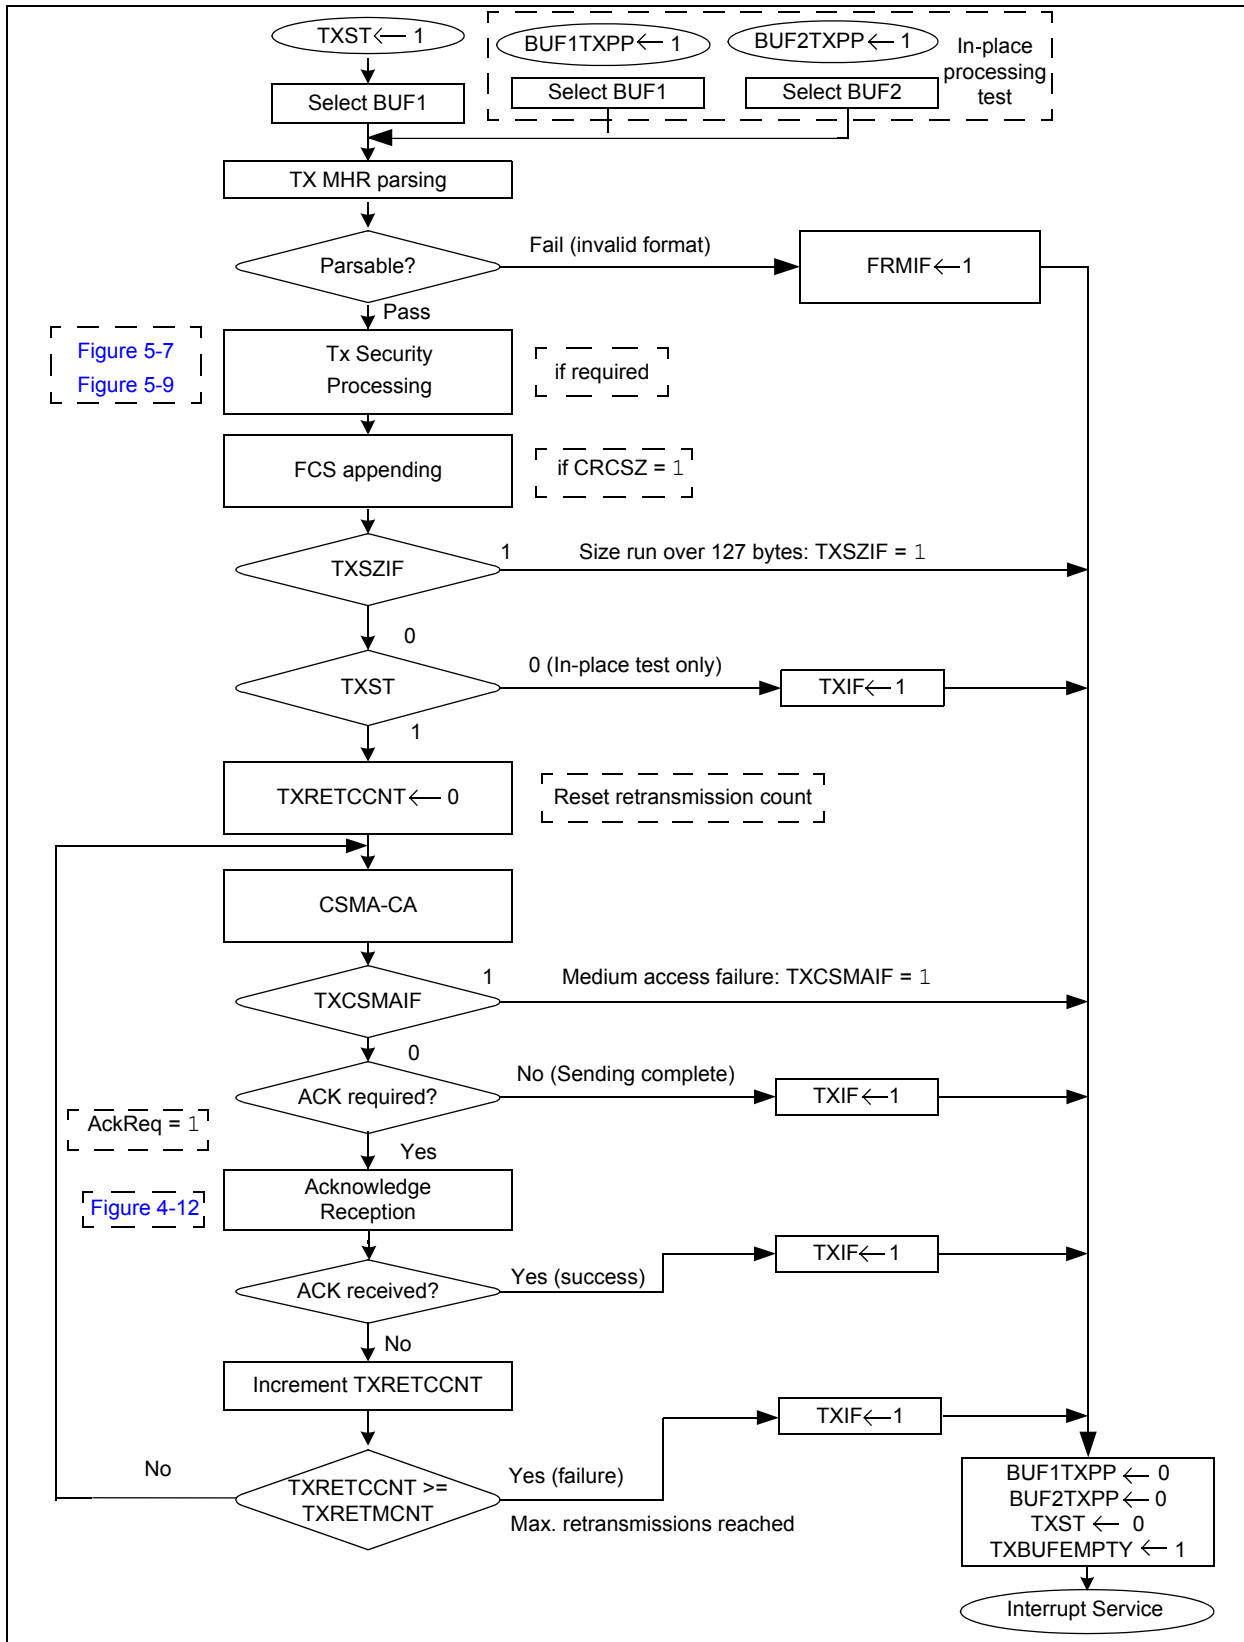 TXST ← 1
BUF1TXPP ← 1
BUF2TXPP ← 1
In-place
processing
test
Select BUF1
Select BUF1
Select BUF2
TX MHR parsing
Parsable?
Fail (invalid format)
FRMIF ← 1
Pass
Figure 5-7
Figure 5-9
Tx Security
Processing
if required
FCS appending
if CRCSZ = 1
TXSZIF
1
Size run over 127 bytes: TXSZIF = 1
0
TXST
0 (In-place test only)
TXIF ← 1
1
TXRETCCNT ← 0
Reset retransmission count
CSMA-CA
TXCSMAIF
1
Medium access failure: TXCSMAIF = 1
0
ACK required?
No (Sending complete)
TXIF ← 1
AckReq = 1
Yes
Figure 4-12
Acknowledge
Reception
ACK received?
Yes (success)
TXIF ← 1
No
Increment TXRETCCNT
TXRETCCNT >=
TXRETMCNT
No
Yes (failure)
Max. retransmissions reached
TXIF ← 1
BUF1TXPP ← 0
BUF2TXPP ← 0
TXST ← 0
TXBUFEMPTY ← 1
Interrupt Service